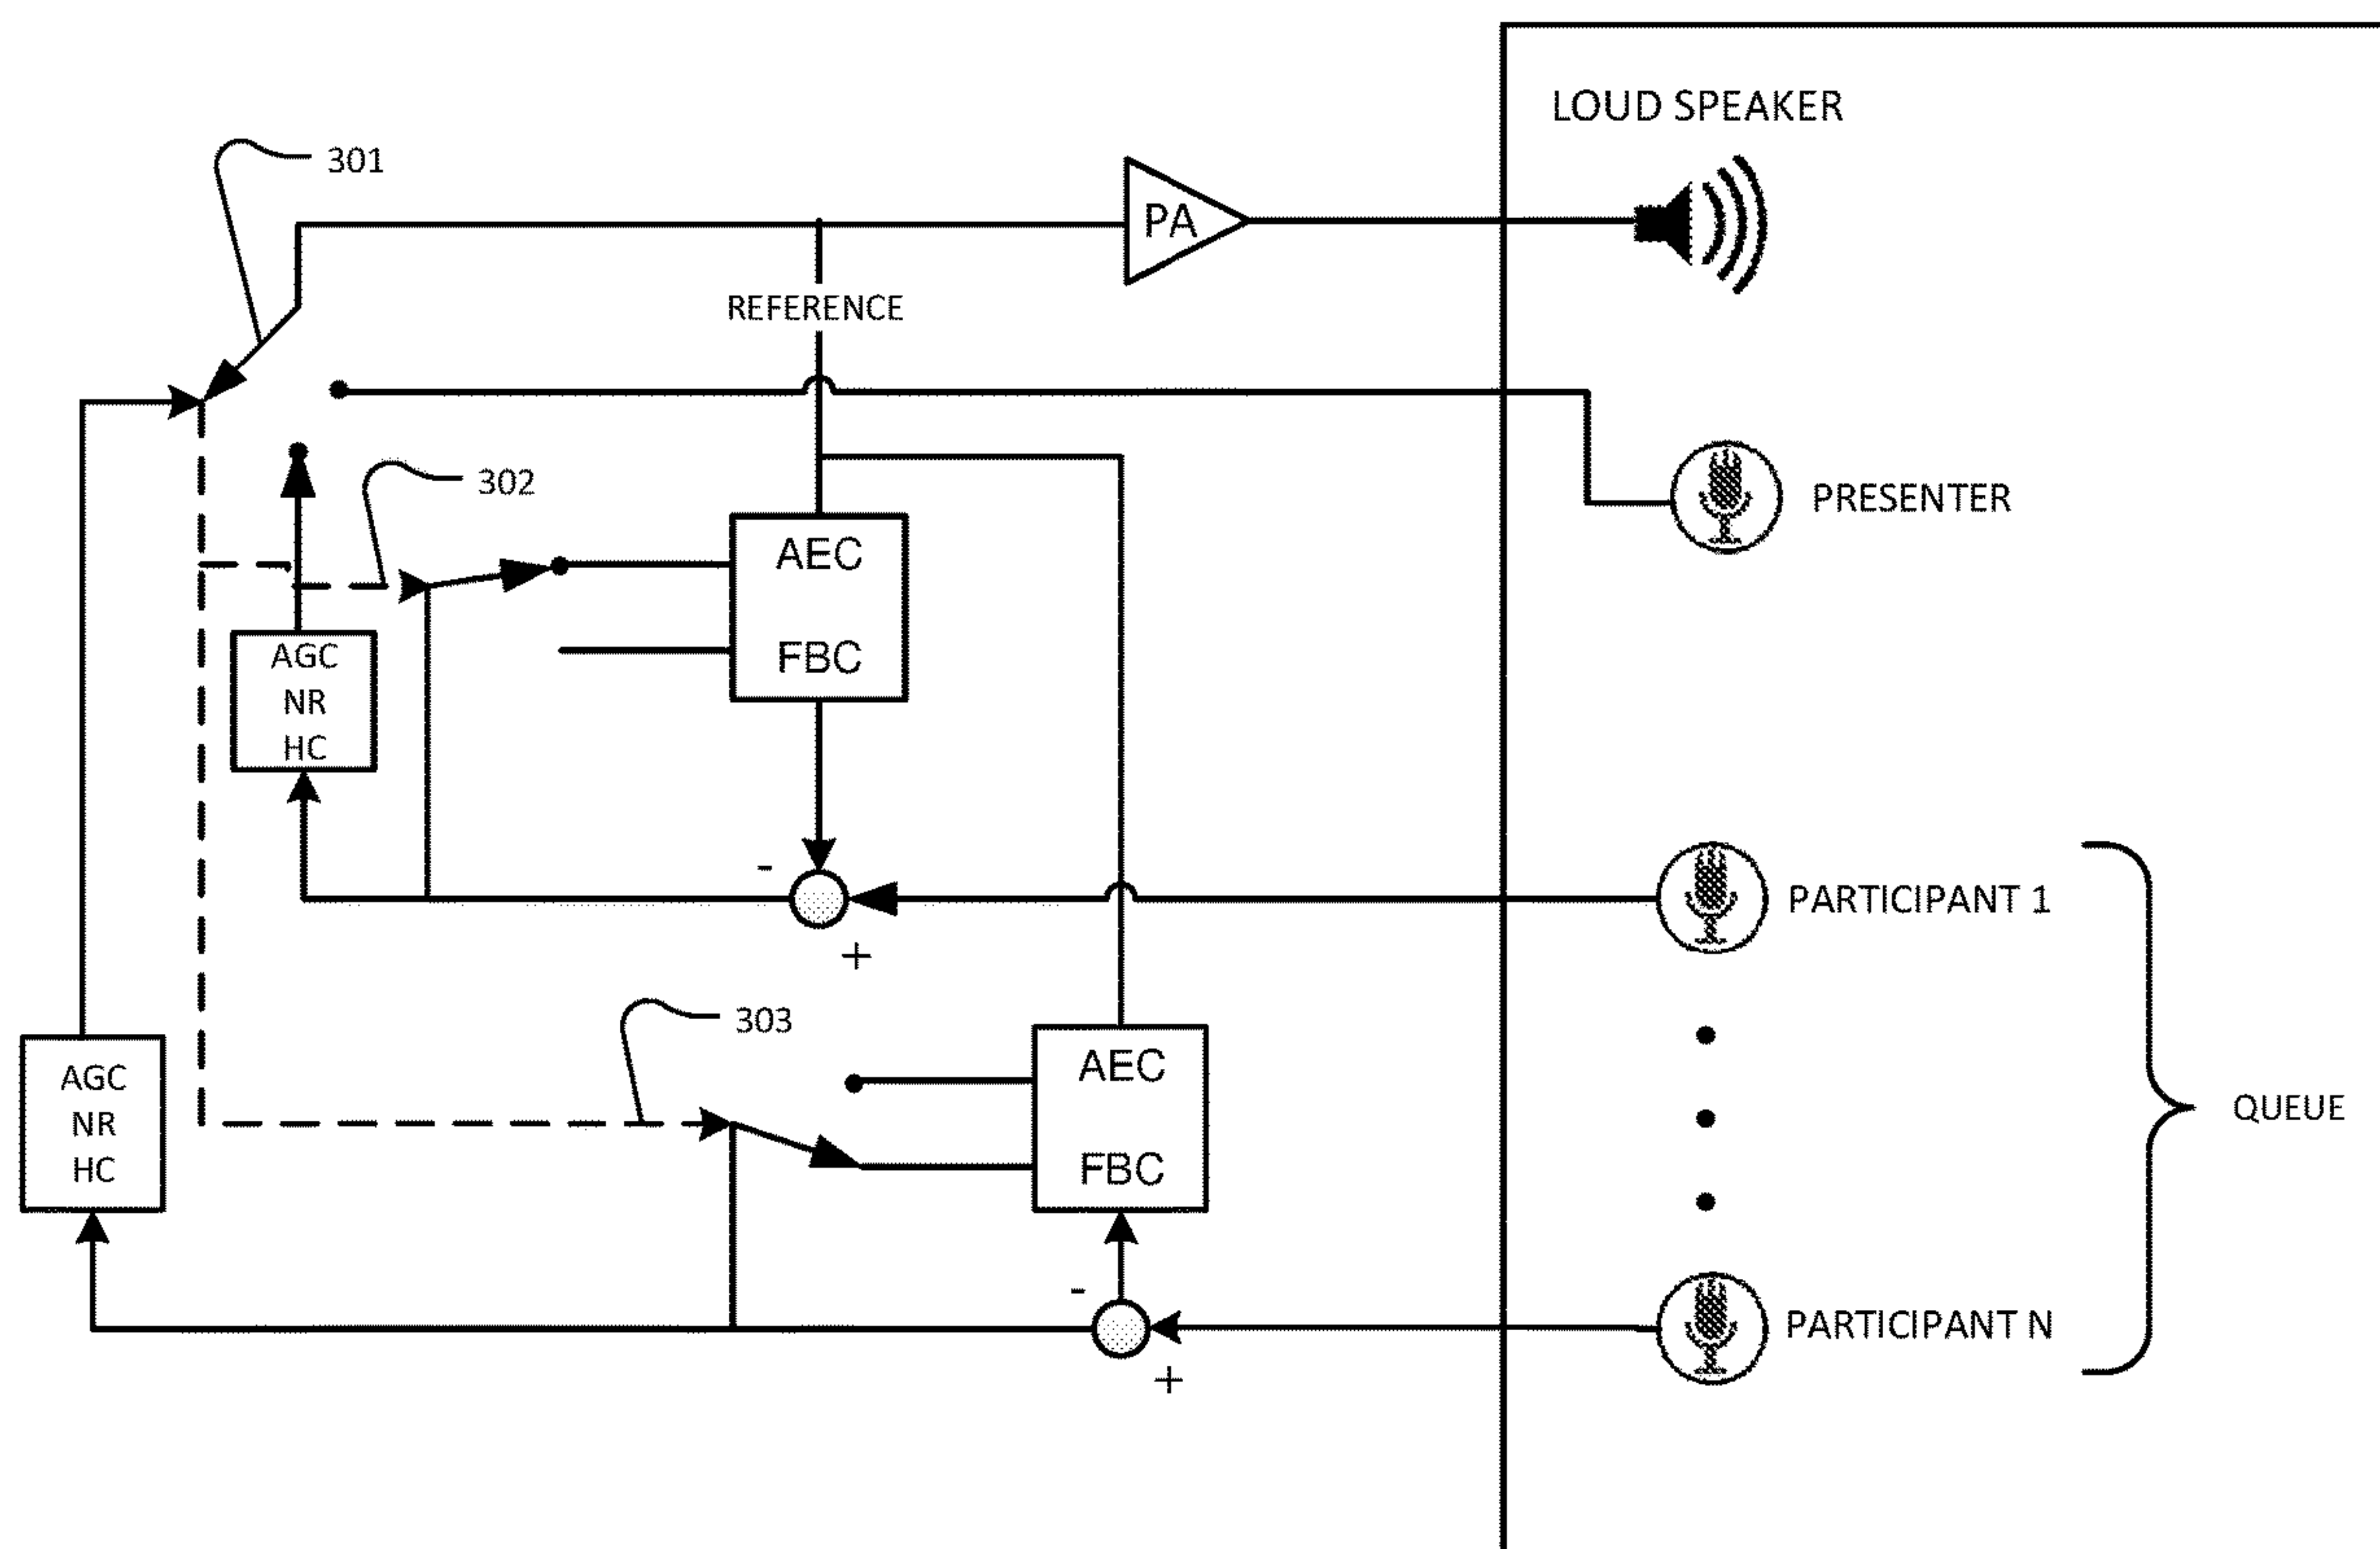 LOUD SPEAKER
301
PA
REFERENCE
302
PRESENTER
AEC
FBC
AGC
NR
HC
-
PARTICIPANT 1
+
303
AEC
FBC
AGC
NR
HC
QUEUE
-
PARTICIPANT N
+